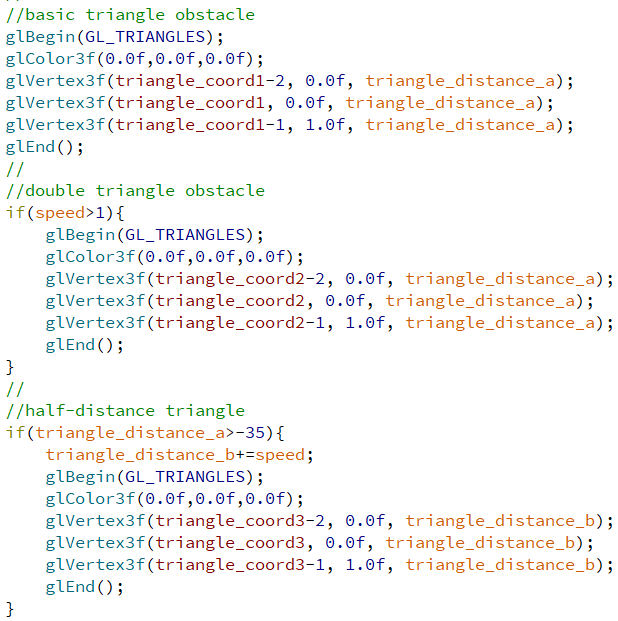 //basic triangle obstacle
glBegin(GL_TRIANGLES);
glColor3f(0.0f,0.0f,0.0f);
glVertex3f(triangle_coord1-2, 0.0f, triangle_distance_a);
glVertex3f(triangle_coord1, 0.0f, triangle_distance_a);
glVertex3f(triangle_coord1-1, 1.0f, triangle_distance_a);
glEnd();
//
//double triangle obstacle
if(speed>1){
    glBegin(GL_TRIANGLES);
    glColor3f(0.0f,0.0f,0.0f);
    glVertex3f(triangle_coord2-2, 0.0f, triangle_distance_a);
    glVertex3f(triangle_coord2, 0.0f, triangle_distance_a);
    glVertex3f(triangle_coord2-1, 1.0f, triangle_distance_a);
    glEnd();
}
//
//half-distance triangle
if(triangle_distance_a>-35){
    triangle_distance_b+=speed;
    glBegin(GL_TRIANGLES);
    glColor3f(0.0f,0.0f,0.0f);
    glVertex3f(triangle_coord3-2, 0.0f, triangle_distance_b);
    glVertex3f(triangle_coord3, 0.0f, triangle_distance_b);
    glVertex3f(triangle_coord3-1, 1.0f, triangle_distance_b);
    glEnd();
}